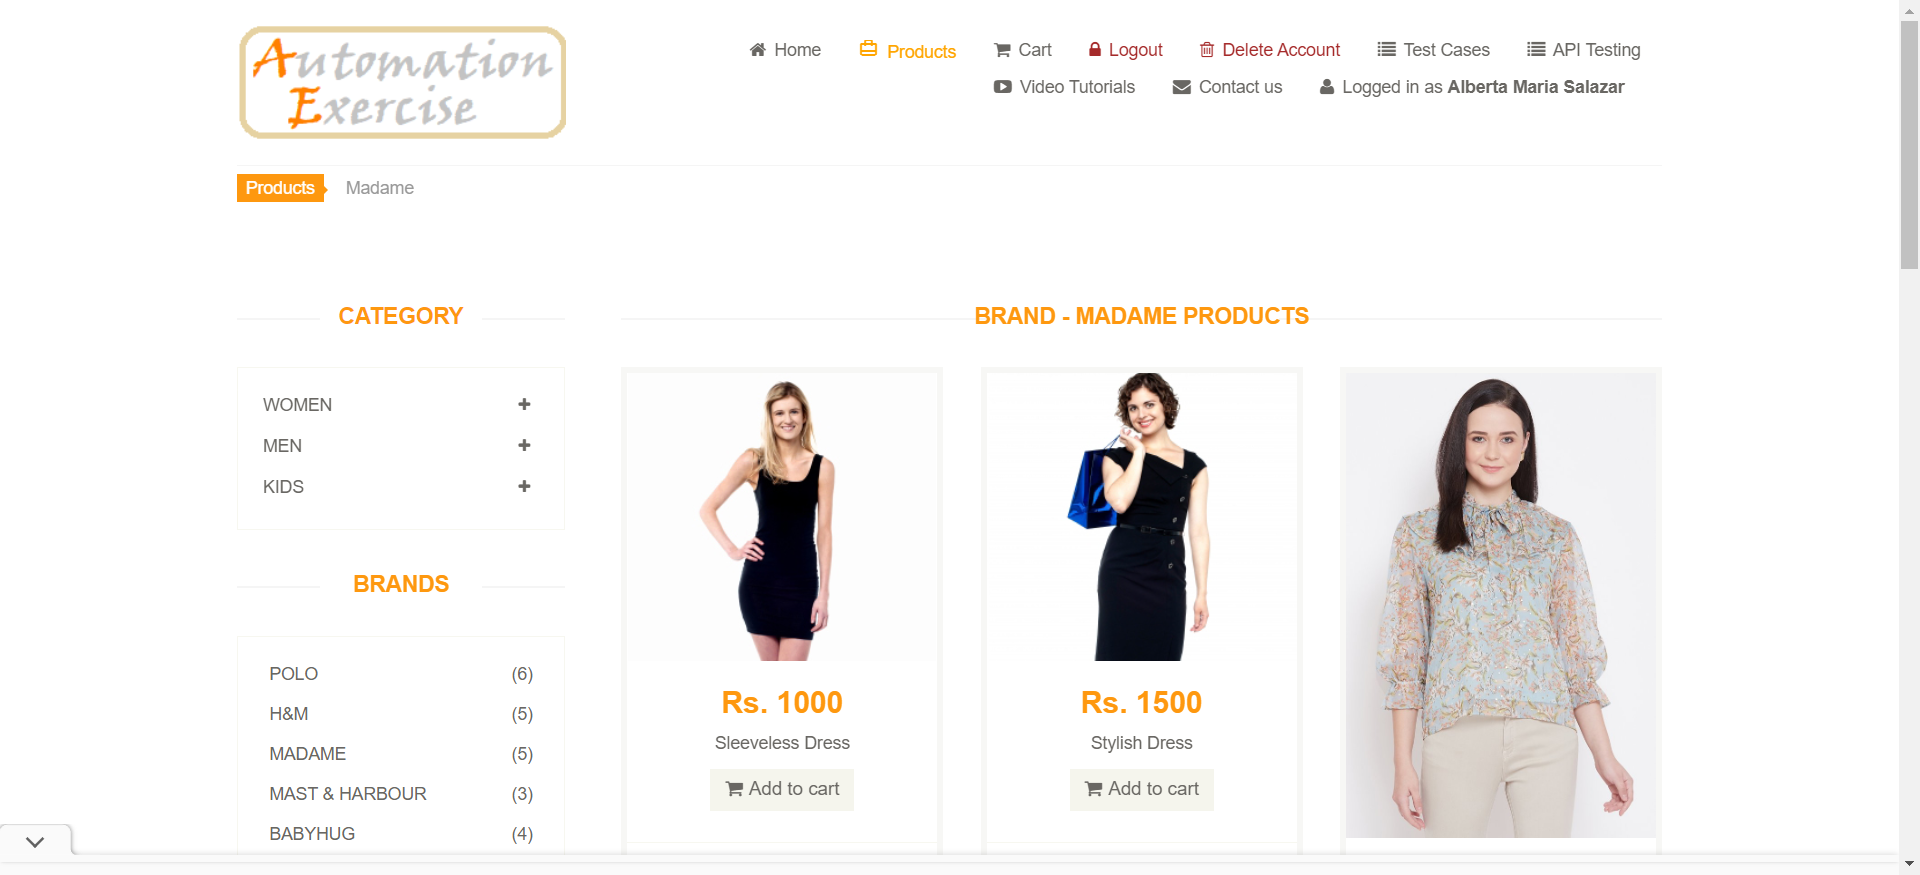 Automation
Exercise
Home
Products
Cart
Logout
Delete Account
Test Cases
API Testing
Video Tutorials
Contact us
Logged in as Alberta Maria Salazar
Products
Madame
CATEGORY
WOMEN
MEN
KIDS
BRANDS
POLO (6)
H&M (5)
MADAME (5)
MAST & HARBOUR (3)
BABYHUG (4)
BRAND - MADAME PRODUCTS
Rs. 1000
Sleeveless Dress
Add to cart
Rs. 1500
Stylish Dress
Add to cart